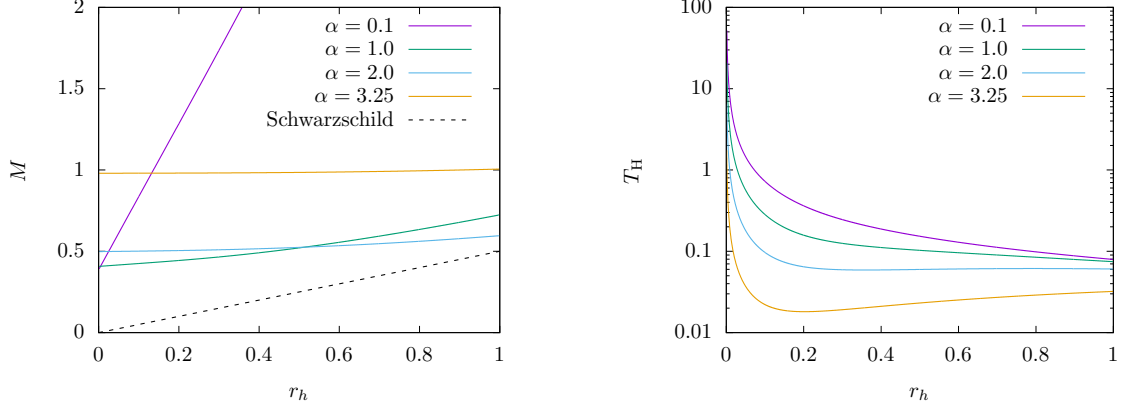 2
1.5
1
0.5
0
0 0.2 0.4 0.6 0.8 1
M
r_h
α = 0.1
α = 1.0
α = 2.0
α = 3.25
Schwarzschild
100
10
1
0.1
0.01
0 0.2 0.4 0.6 0.8 1
T_H
r_h
α = 0.1
α = 1.0
α = 2.0
α = 3.25